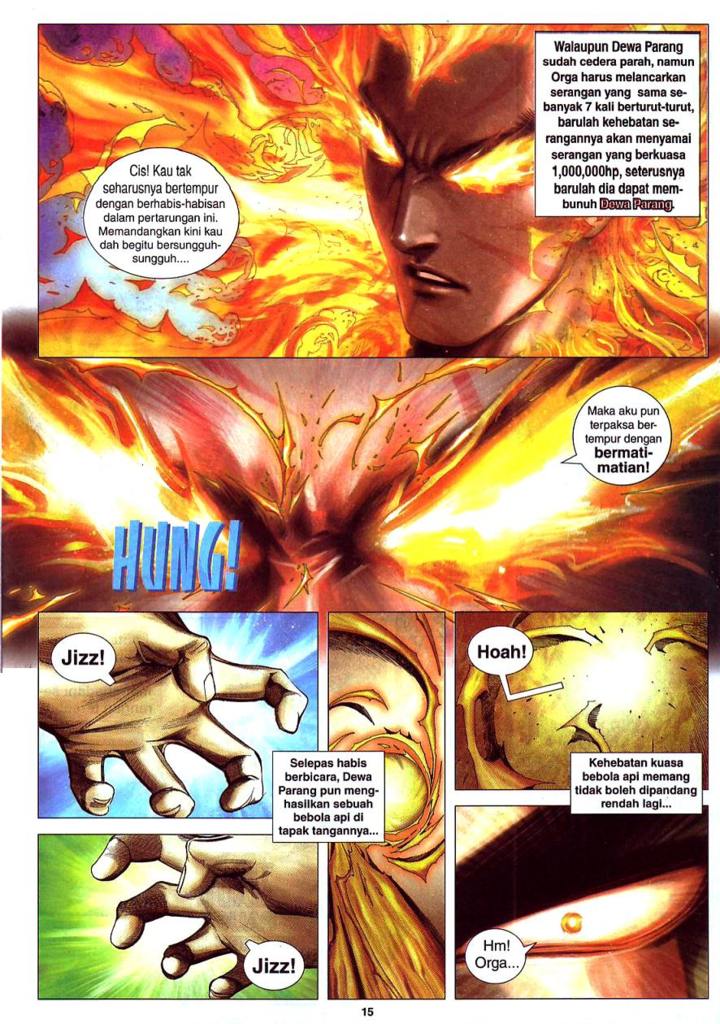 Walaupun Dewa Parang
sudah cedera parah, namun
Orga harus melancarkan
serangan yang sama se-
banyak 7 kali berturut-turut,
barulah kehebatan se-
rangannya akan menyamai
serangan yang berkuasa
1,000,000hp, seterusnya
barulah dia dapat mem-
bunuh Dewa Parang.
Cis! Kau tak
seharusnya bertempur
dengan berhabis-habisan
dalam pertarungan ini.
Memandangkan kini kau
dah begitu bersungguh-
sungguh....
Maka aku pun
terpaksa ber-
tempur dengan
bermati-
matian!
HUNG!
Jizz!
Hoah!
Selepas habis
berbicara, Dewa
Parang pun meng-
hasilkan sebuah
bebola api di
tapak tangannya...
Kehebatan kuasa
bebola api memang
tidak boleh dipandang
rendah lagi...
Jizz!
Hm!
Orga...
15